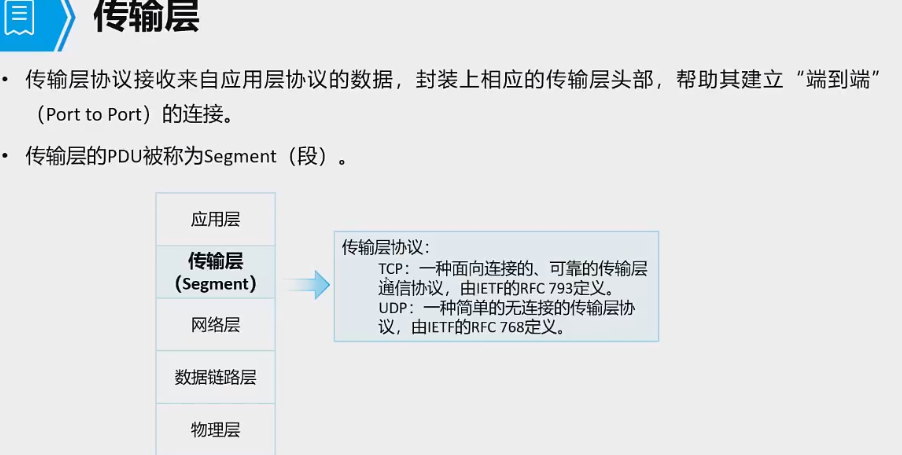 传输层
• 传输层协议接收来自应用层协议的数据，封装上相应的传输层头部，帮助其建立“端到端”
（Port to Port）的连接。
• 传输层的PDU被称为Segment（段）。
应用层
传输层
（Segment）
网络层
数据链路层
物理层
传输层协议：
TCP：一种面向连接的、可靠的传输层
通信协议，由IETF的RFC 793定义。
UDP：一种简单的无连接的传输层协
议，由IETF的RFC 768定义。